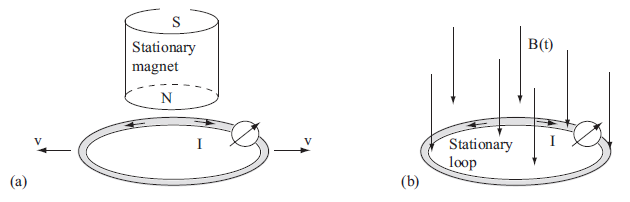 S
Stationary
magnet
N
I
v
v
(a)
B(t)
Stationary
loop
I
(b)